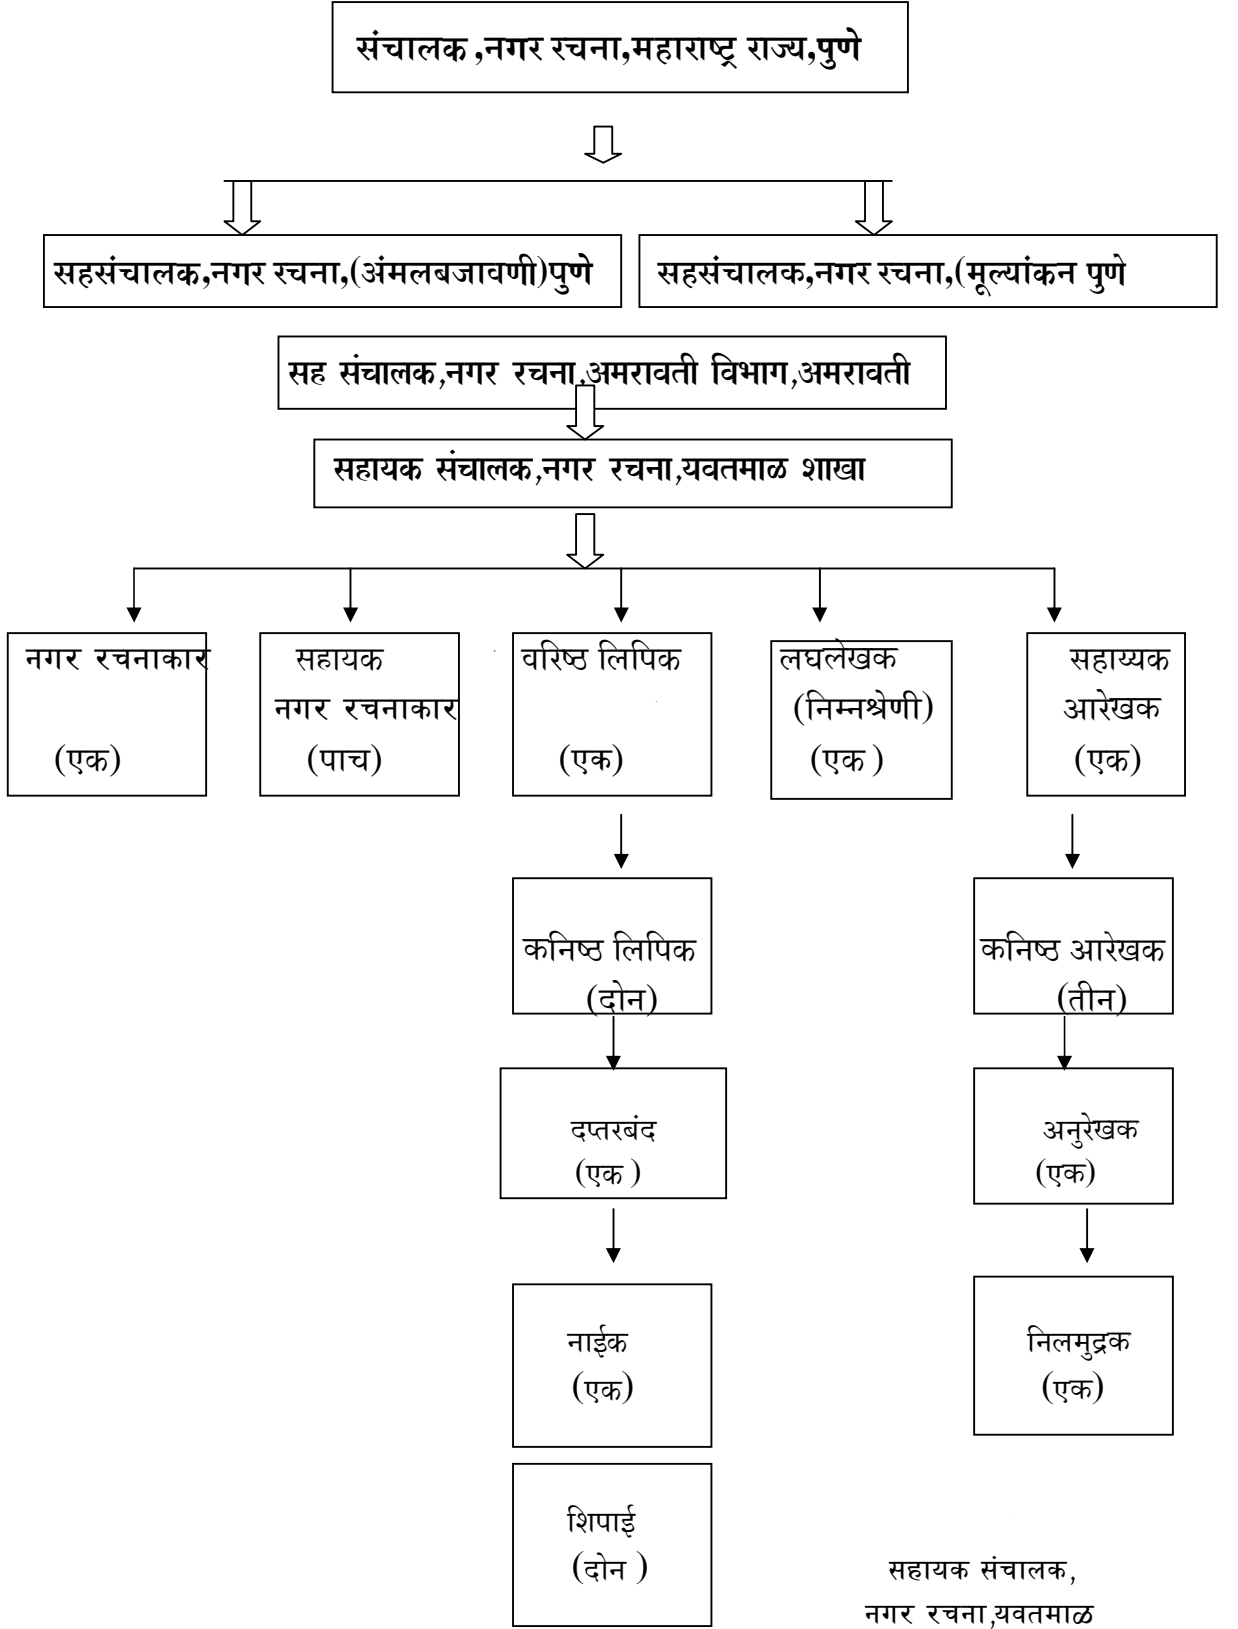 संचालक ,नगर रचना,महाराष्ट्र राज्य,पुणे
सहसंचालक,नगर रचना,(अंमलबजावणी)पुणे
सहसंचालक,नगर रचना,(मूल्यांकन पुणे
सह संचालक,नगर रचना,अमरावती विभाग,अमरावती
सहायक संचालक,नगर रचना,यवतमाळ शाखा
नगर रचनाकार
(एक)
सहायक
नगर रचनाकार
(पाच)
वरिष्ठ लिपिक
(एक)
लघलेखक
(निम्नश्रेणी)
(एक )
सहाय्यक
आरेखक
(एक)
कनिष्ठ लिपिक
(दोन)
कनिष्ठ आरेखक
(तीन)
दप्तरबंद
(एक )
अनुरेखक
(एक)
नाईक
(एक)
निलमुद्रक
(एक)
शिपाई
(दोन )
सहायक संचालक,
नगर रचना,यवतमाळ